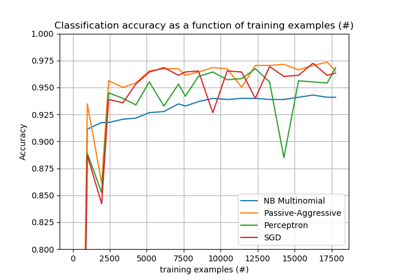 Classification accuracy as a function of training examples (#)
1.000
0.975
0.950
0.925
0.900
0.875
0.850
0.825
0.800
Accuracy
NB Multinomial
Passive-Aggressive
Perceptron
SGD
0 2500 5000 7500 10000 12500 15000 17500
training examples (#)